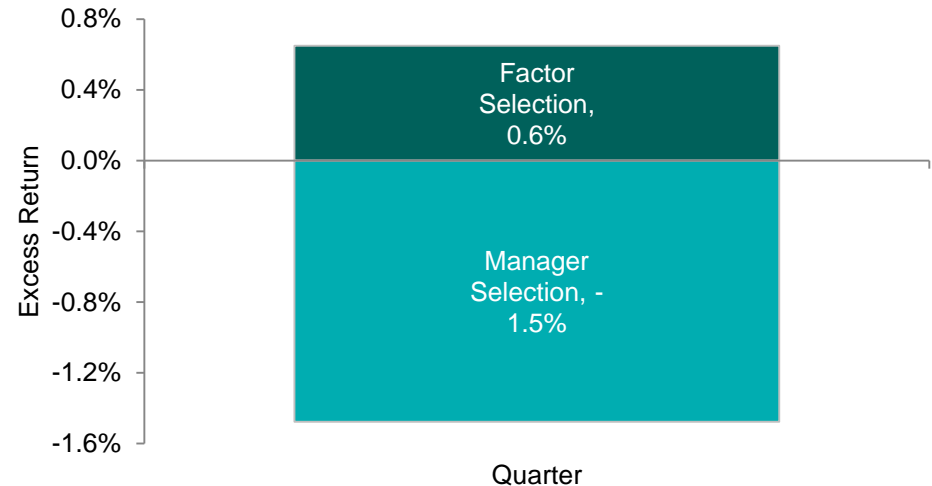 0.8%
0.4%
0.0%
-0.4%
-0.8%
-1.2%
-1.6%
Excess Return
Factor
Selection,
0.6%
Manager
Selection, -
1.5%
Quarter